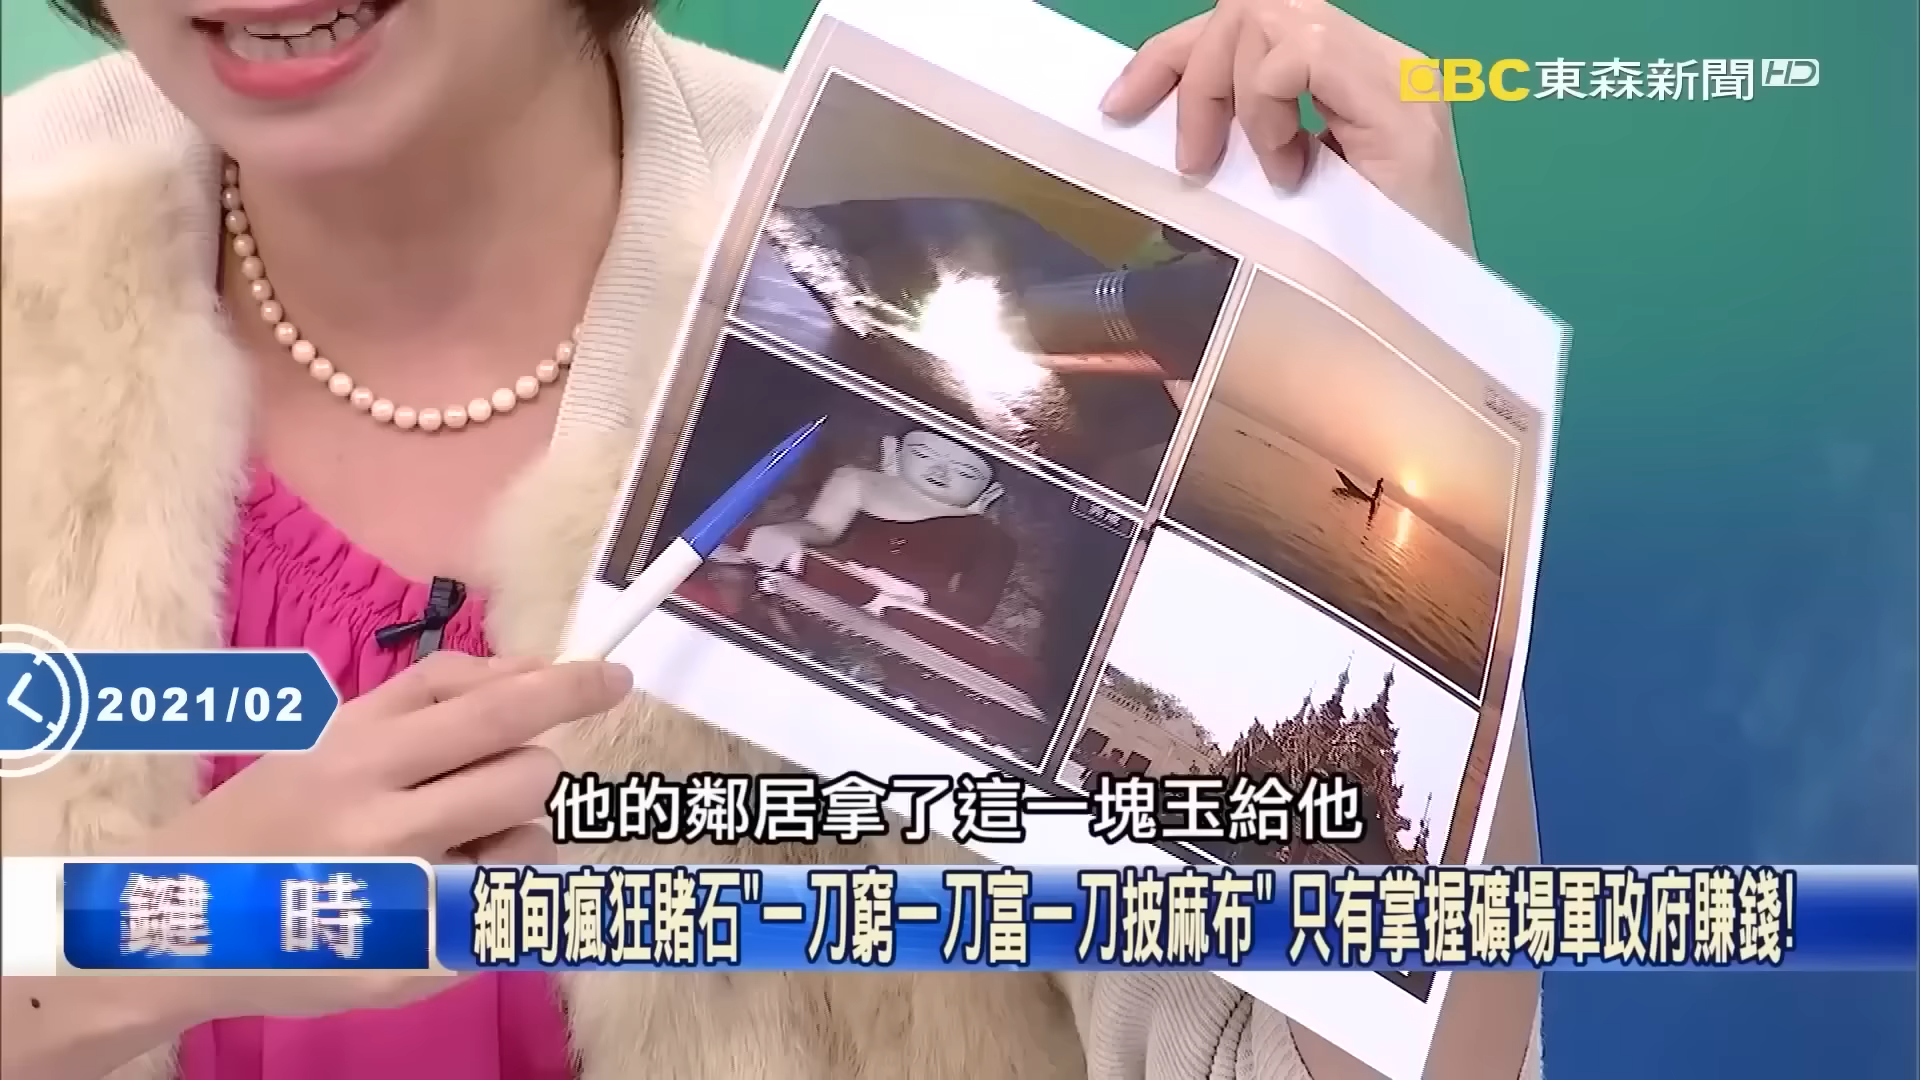 EBC東森新聞HD
2021/02
他的鄰居拿了這一塊玉給他
鍵 時
緬甸瘋狂賭石"一刀窮一刀富一刀披麻布" 只有掌握礦場軍政府賺錢!